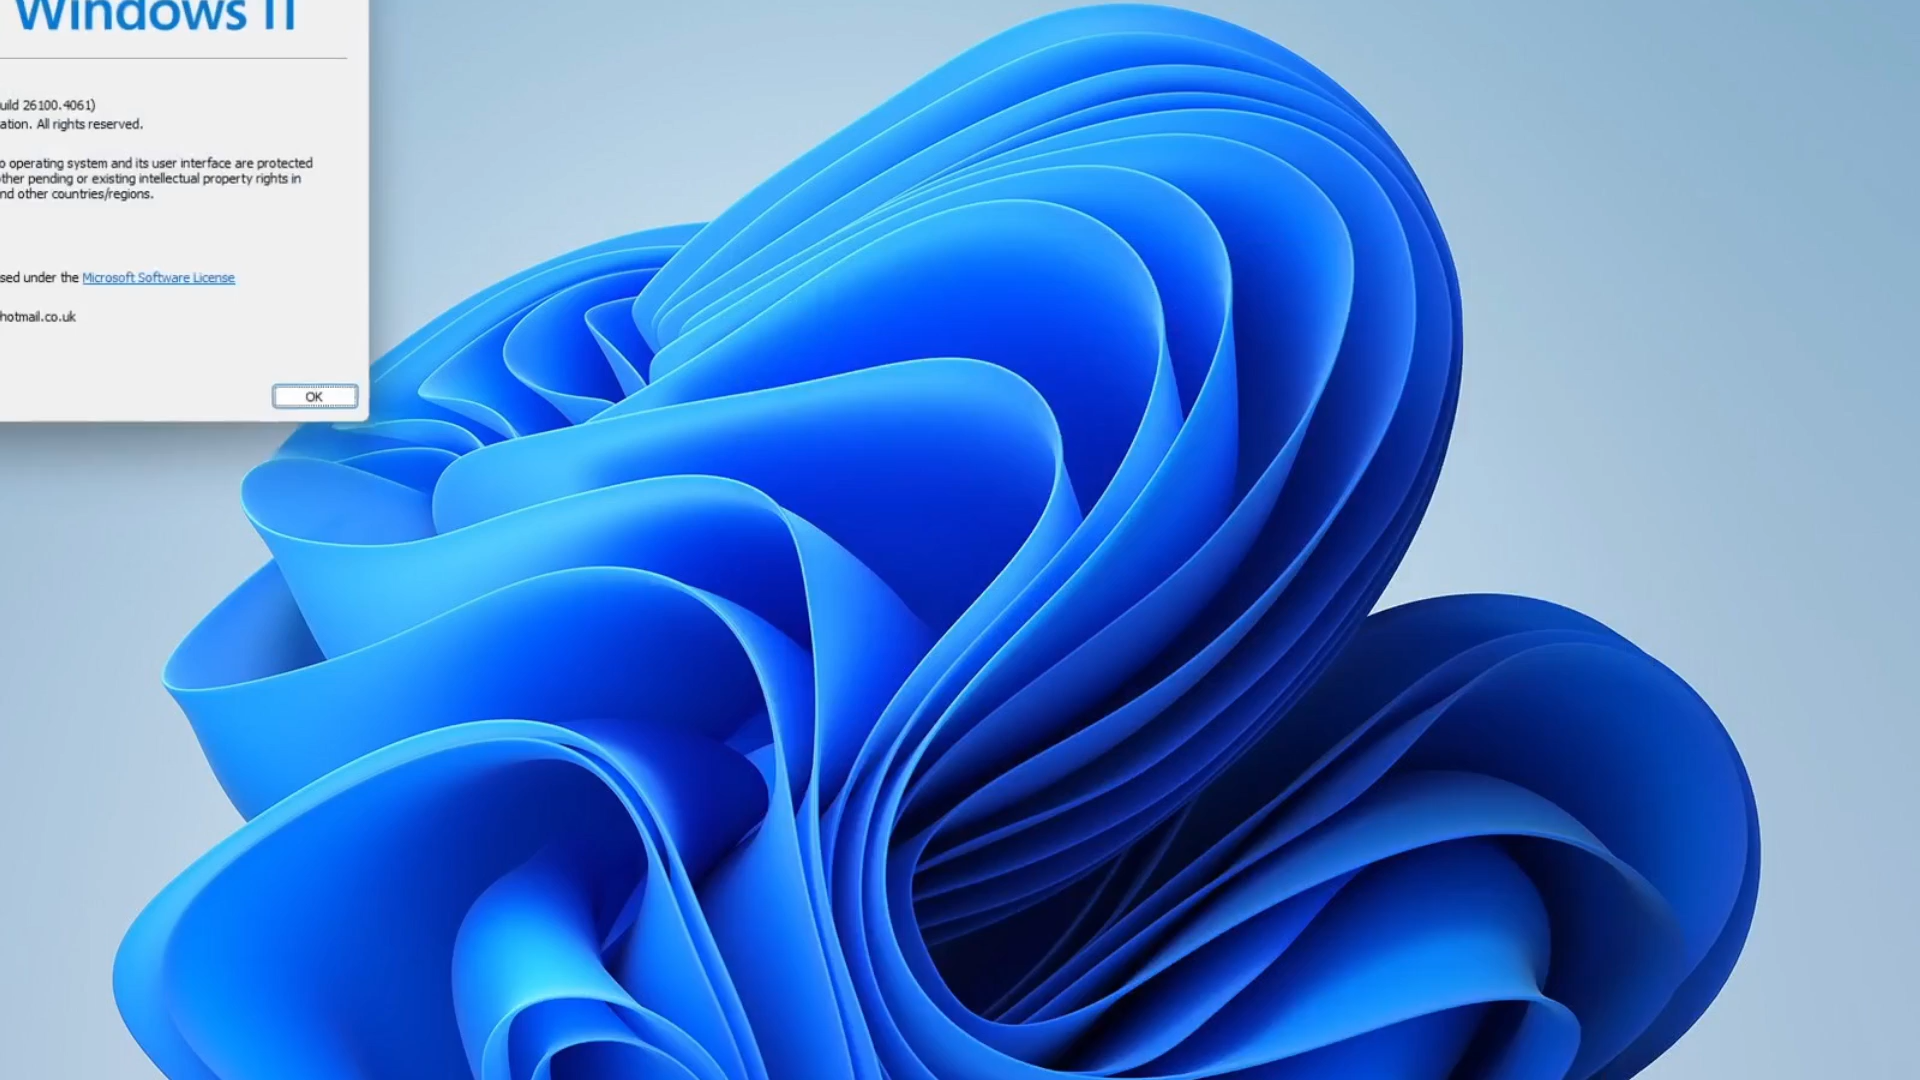 Windows 11
uild 26100.4061)
ation. All rights reserved.
o operating system and its user interface are protected
ther pending or existing intellectual property rights in
nd other countries/regions.
sed under the Microsoft Software License
hotmail.co.uk
OK